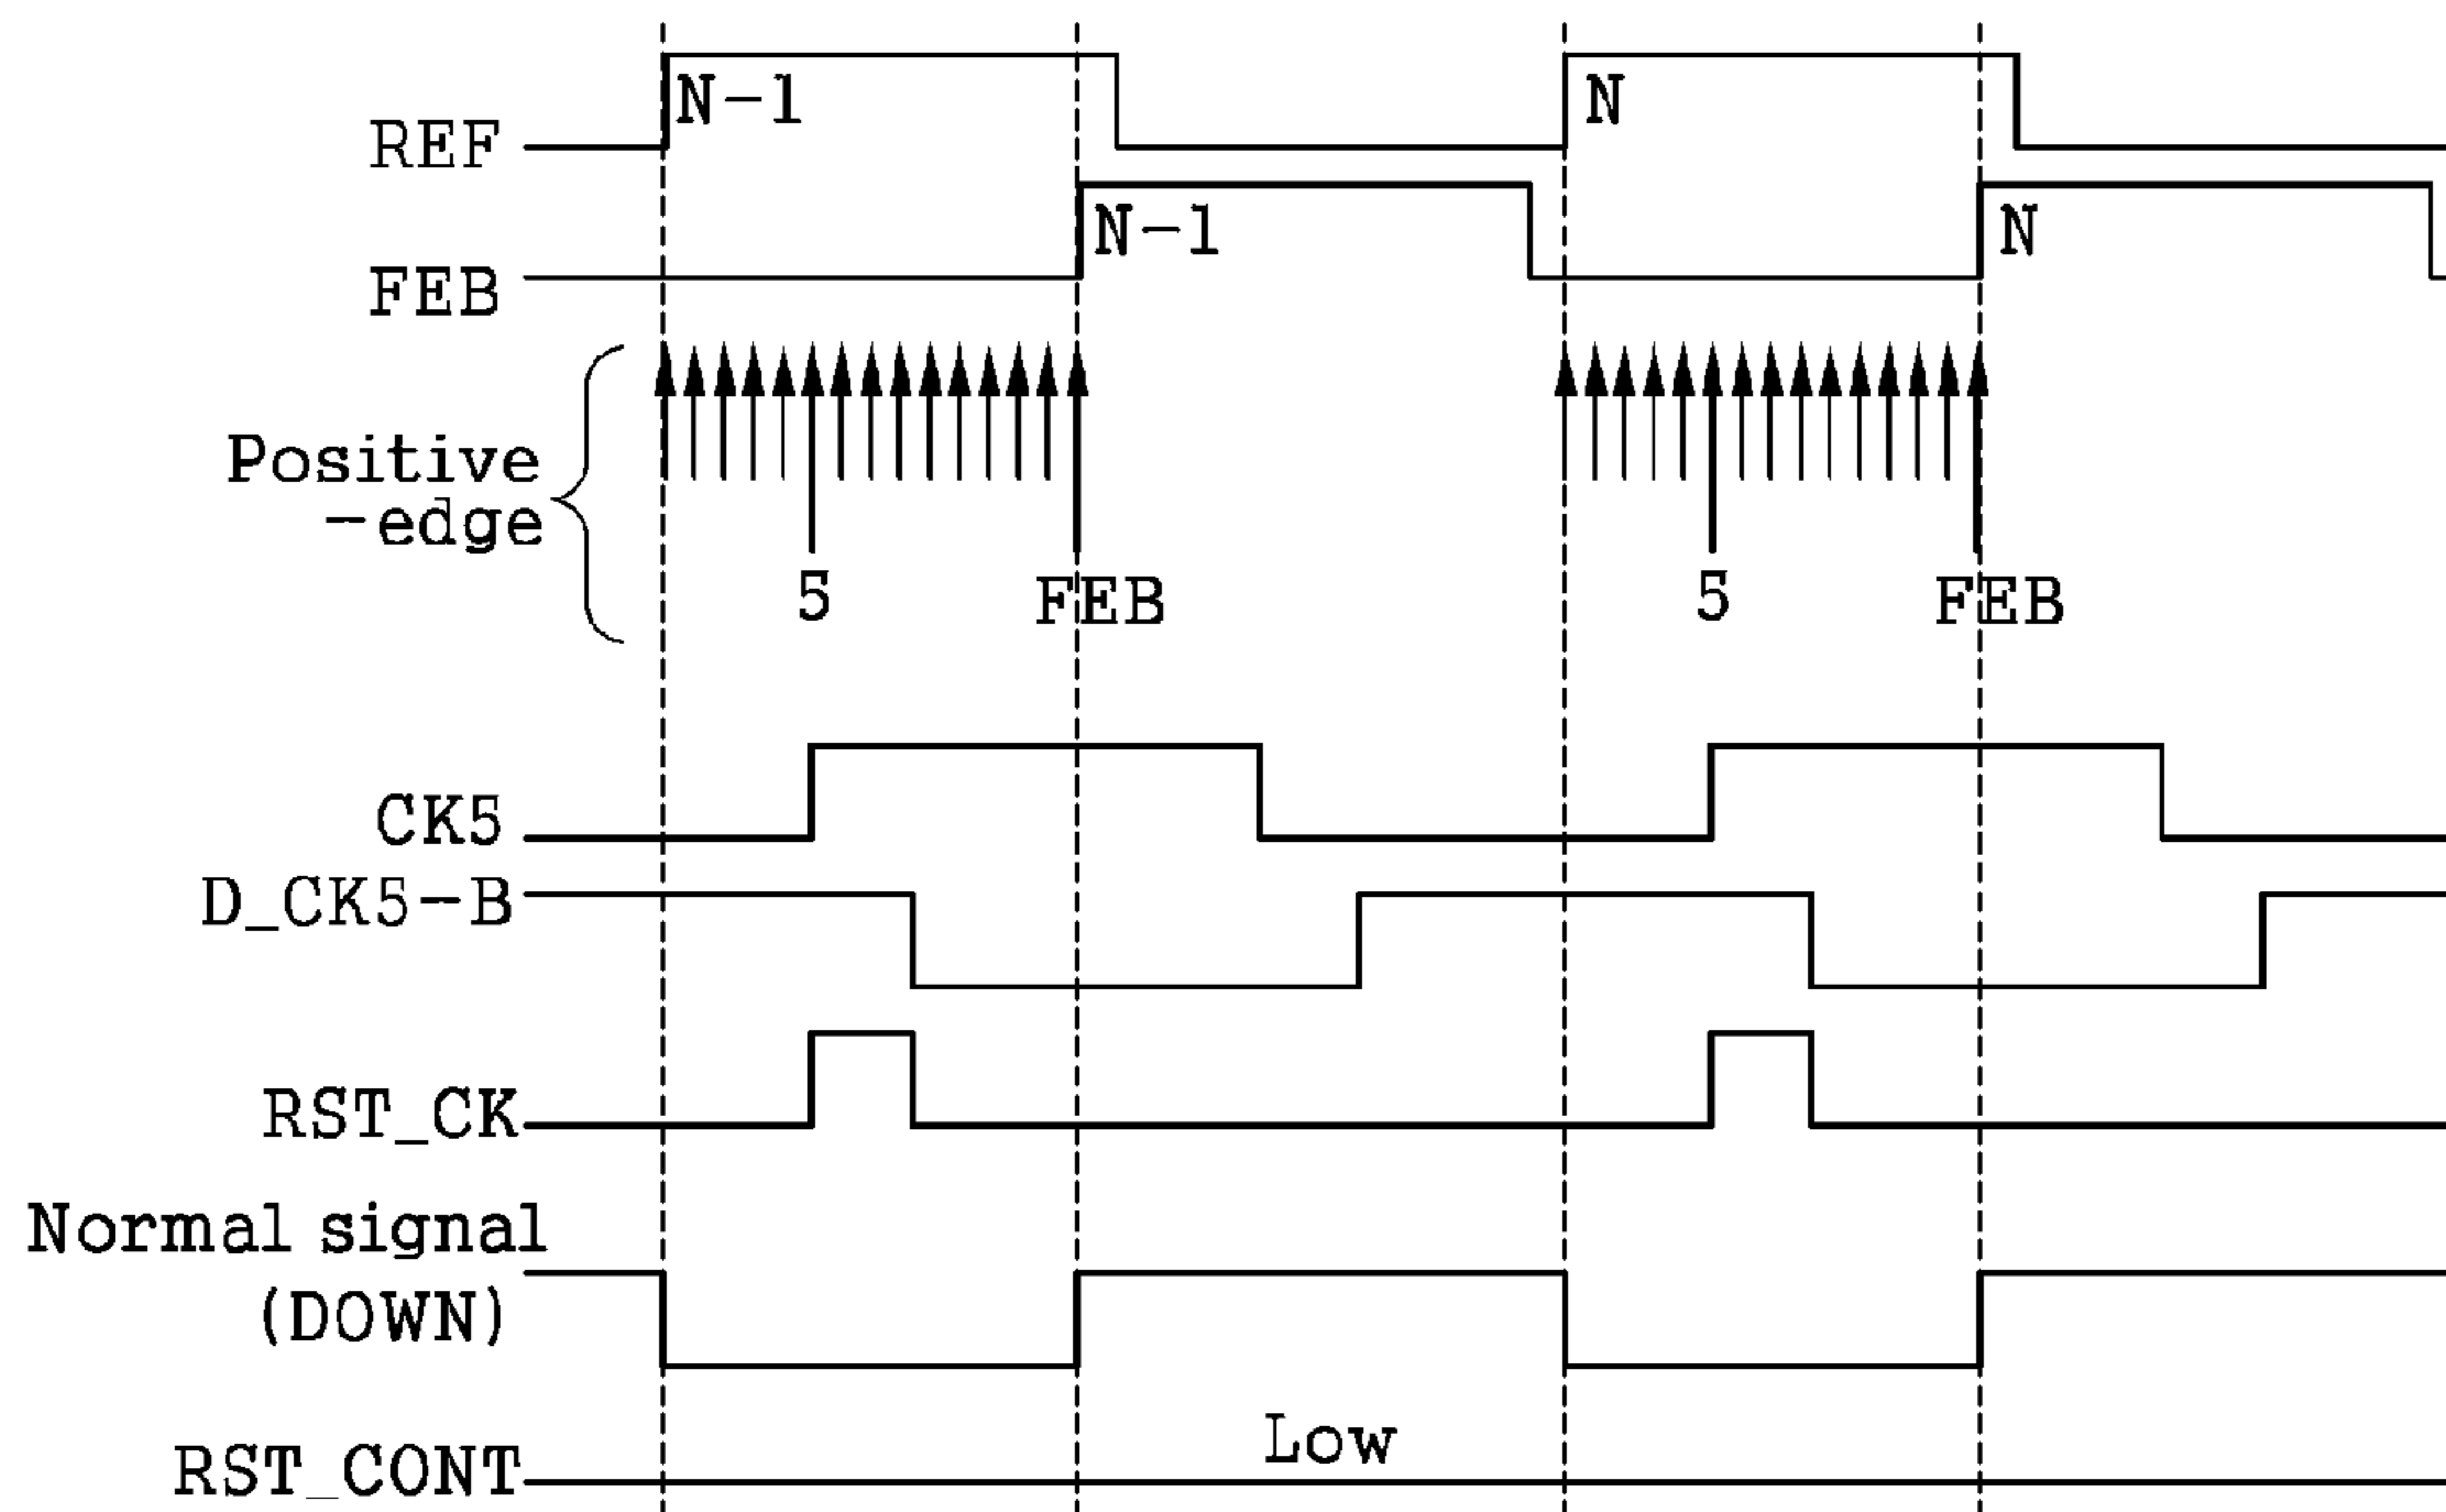 REF
N-1
N
FEB
N-1
N
Positive
-edge
5
FEB
5
FEB
CK5
D_CK5-B
RST_CK
Normal signal
(DOWN)
RST_CONT
Low